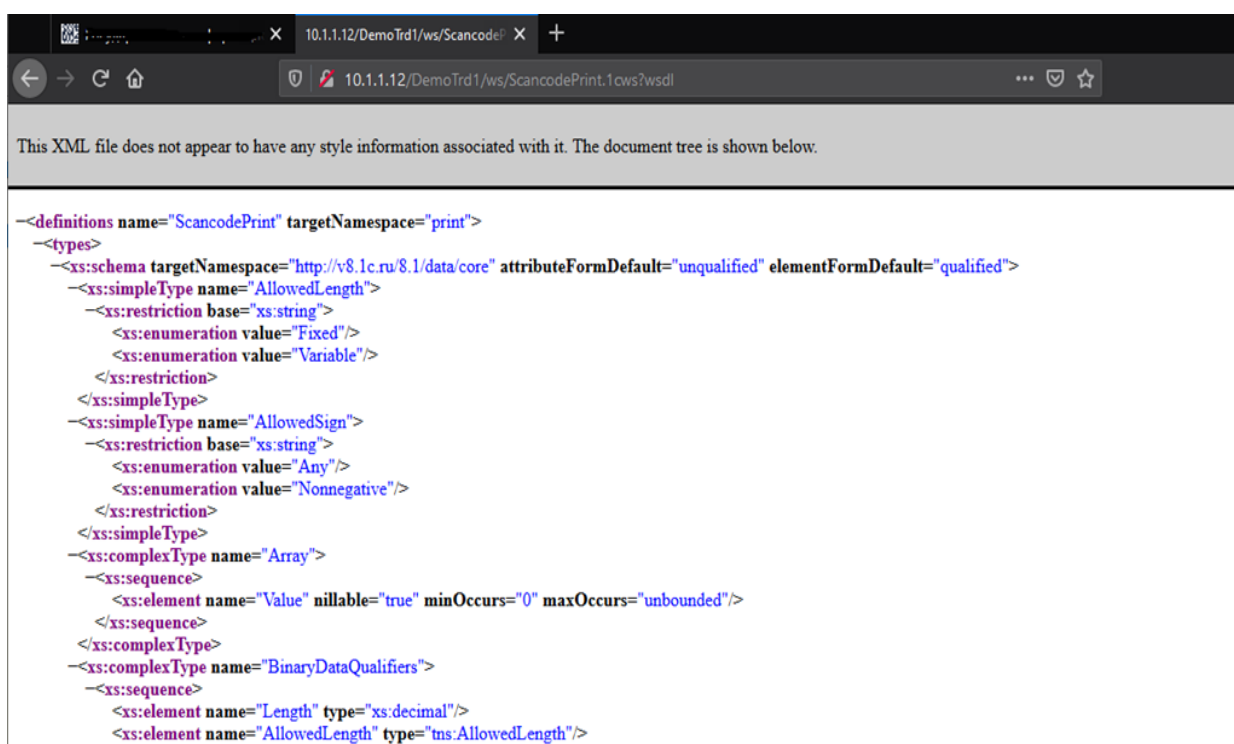 10.1.1.12/DemoTrd1/ws/ScancodeP
10.1.1.12/DemoTrd1/ws/ScancodePrint.1cws?wsdl
This XML file does not appear to have any style information associated with it. The document tree is shown below.
−<definitions name="ScancodePrint" targetNamespace="print">
−<types>
−<xs:schema targetNamespace="http://v8.1c.ru/8.1/data/core" attributeFormDefault="unqualified" elementFormDefault="qualified">
−<xs:simpleType name="AllowedLength">
−<xs:restriction base="xs:string">
<xs:enumeration value="Fixed"/>
<xs:enumeration value="Variable"/>
</xs:restriction>
</xs:simpleType>
−<xs:simpleType name="AllowedSign">
−<xs:restriction base="xs:string">
<xs:enumeration value="Any"/>
<xs:enumeration value="Nonnegative"/>
</xs:restriction>
</xs:simpleType>
−<xs:complexType name="Array">
−<xs:sequence>
<xs:element name="Value" nillable="true" minOccurs="0" maxOccurs="unbounded"/>
</xs:sequence>
</xs:complexType>
−<xs:complexType name="BinaryDataQualifiers">
−<xs:sequence>
<xs:element name="Length" type="xs:decimal"/>
<xs:element name="AllowedLength" type="tns:AllowedLength"/>